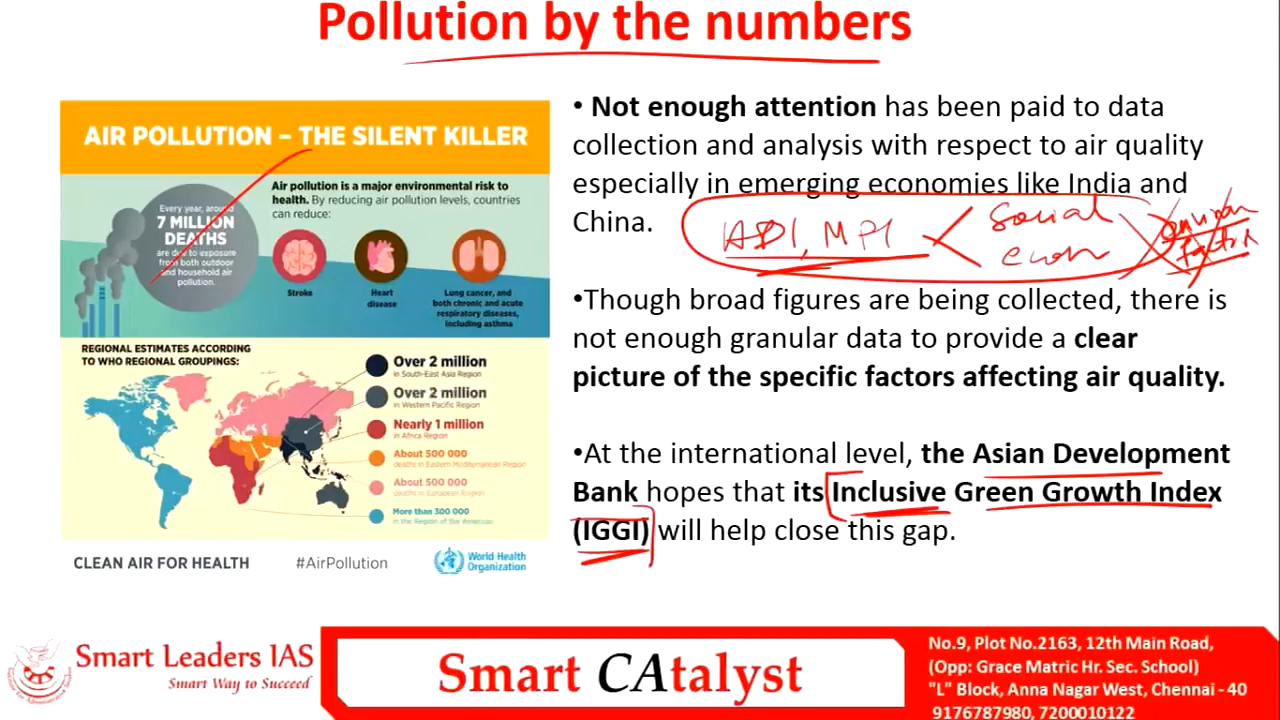 Pollution by the numbers
AIR POLLUTION – THE SILENT KILLER
Every year, around
7 MILLION
DEATHS
are due to exposure
from both outdoor
and household air
pollution.
Air pollution is a major environmental risk to
health. By reducing air pollution levels, countries
can reduce:
Stroke
Heart
disease
Lung cancer, and
both chronic and acute
respiratory diseases,
including asthma
REGIONAL ESTIMATES ACCORDING
TO WHO REGIONAL GROUPINGS:
Over 2 million
in South-East Asia Region
Over 2 million
in Western Pacific Region
Nearly 1 million
in Africa Region
About 500 000
deaths in Eastern Mediterranean Region
About 500 000
deaths in European Region
More than 300 000
in the Region of the Americas
CLEAN AIR FOR HEALTH
#AirPollution
World Health
Organization
• Not enough attention has been paid to data
collection and analysis with respect to air quality
especially in emerging economies like India and
China.
MPI
Social
econ
•Though broad figures are being collected, there is
not enough granular data to provide a clear
picture of the specific factors affecting air quality.
•At the international level, the Asian Development
Bank hopes that its Inclusive Green Growth Index
(IGGI) will help close this gap.
Smart Leaders IAS
Smart Way to Succeed
Smart CAtalyst
No.9, Plot No.2163, 12th Main Road,
(Opp: Grace Matric Hr. Sec. School)
"L" Block, Anna Nagar West, Chennai - 40
9176787980, 7200010122